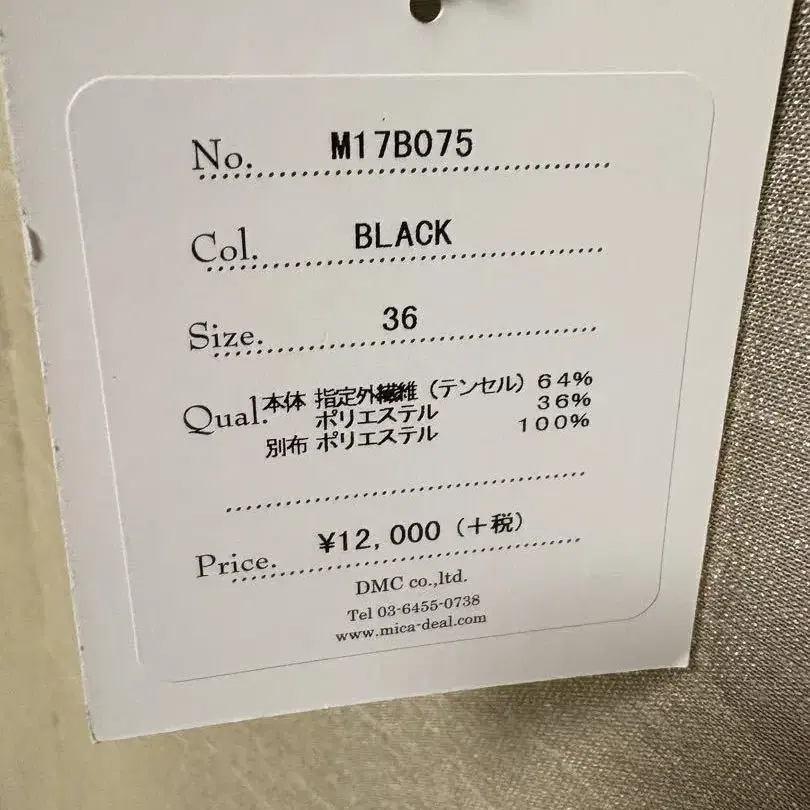 No. M17B075
Col. BLACK
Size. 36
Qual. 本体 指定外繊維（テンセル）64%
ポリエステル 36%
別布 ポリエステル 100%
Price. ¥12,000（+税）
DMC co.,ltd.
Tel 03-6455-0738
www.mica-deal.com